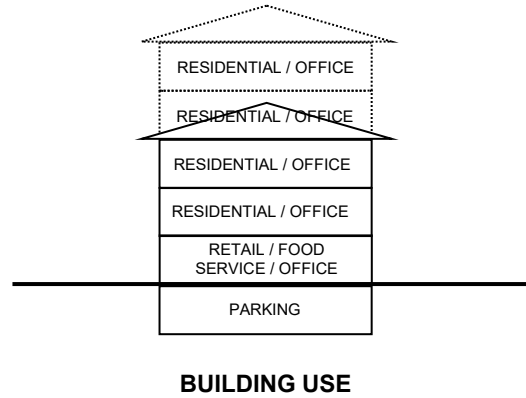 RESIDENTIAL / OFFICE
RESIDENTIAL / OFFICE
RESIDENTIAL / OFFICE
RESIDENTIAL / OFFICE
RETAIL / FOOD
SERVICE / OFFICE
PARKING
BUILDING USE